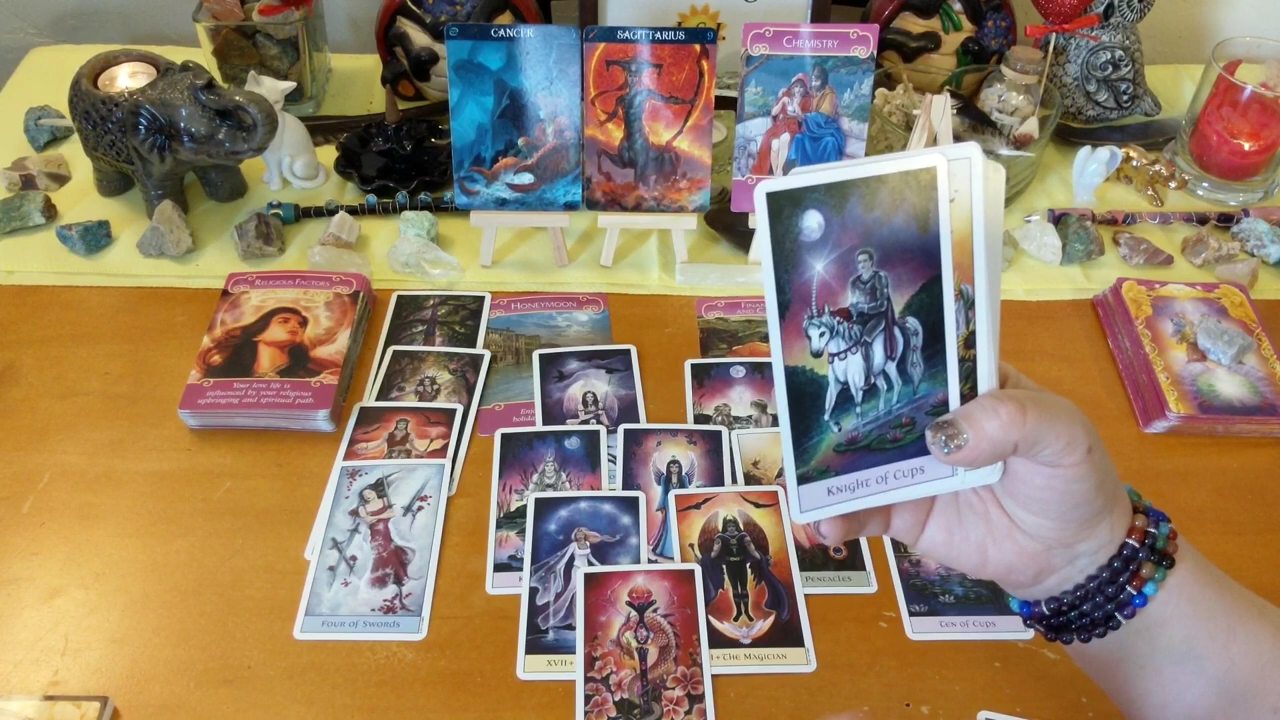 CANCER
SAGITTARIUS 9
CHEMISTRY
RELIGIOUS FACTORS
Your love life is
influenced by your religious
upbringing and spiritual path.
HONEYMOON
KNIGHT OF CUPS
PENTACLES
FOUR OF SWORDS
XVII
THE MAGICIAN
TEN OF CUPS